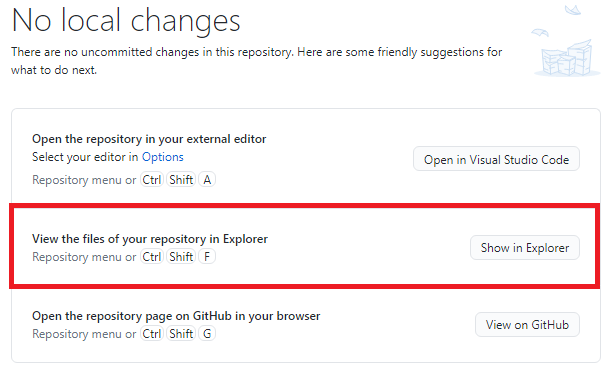 No local changes
There are no uncommitted changes in this repository. Here are some friendly suggestions for
what to do next.
Open the repository in your external editor
Select your editor in Options
Repository menu or Ctrl Shift A
Open in Visual Studio Code
View the files of your repository in Explorer
Repository menu or Ctrl Shift F
Show in Explorer
Open the repository page on GitHub in your browser
Repository menu or Ctrl Shift G
View on GitHub